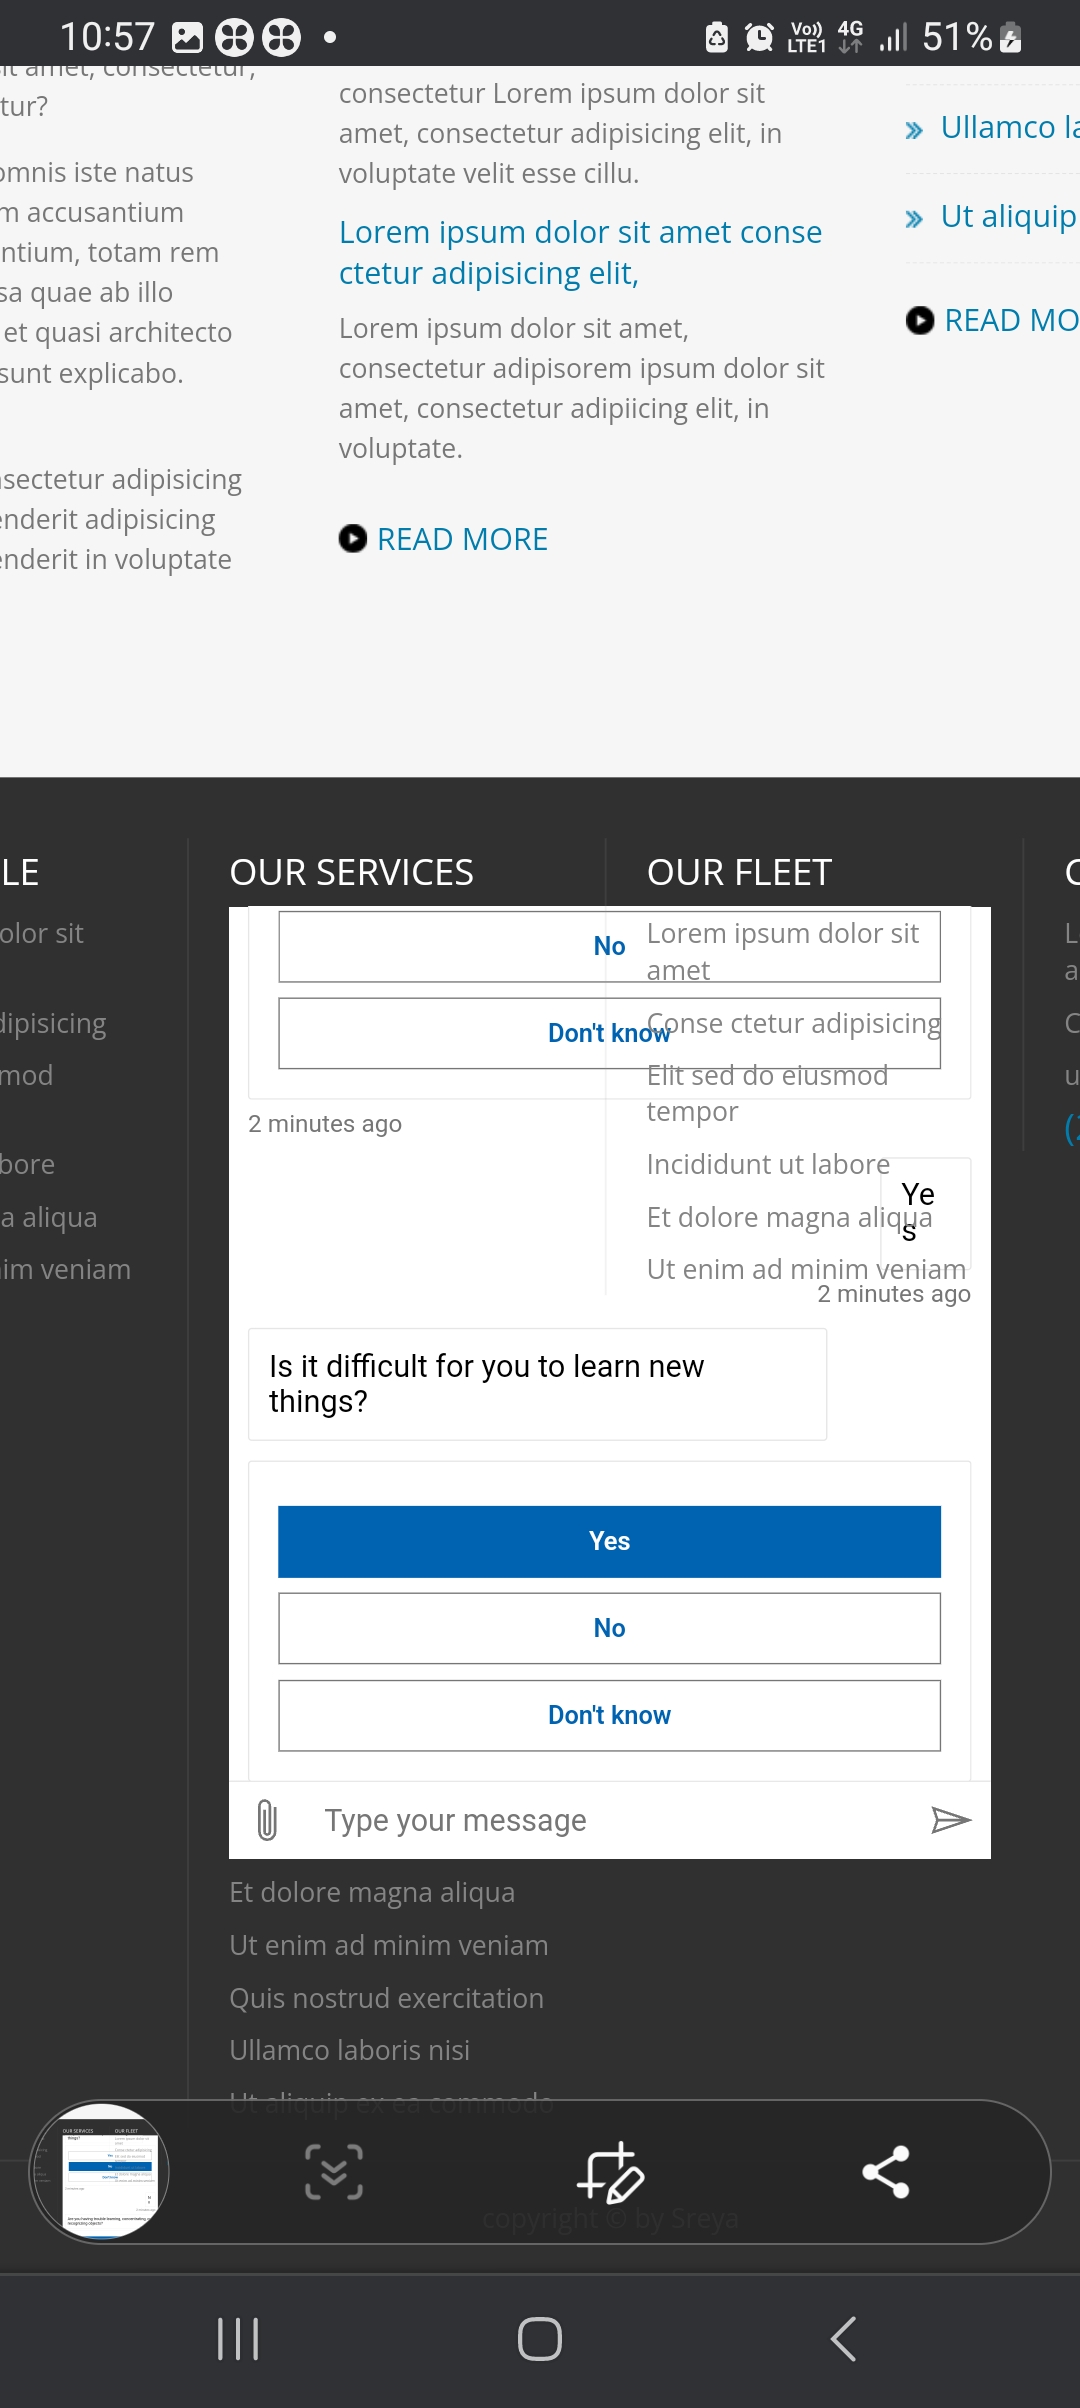 10:57
Vo)) LTE1 4G 51%
sit amet, consectetur,
tur?
omnis iste natus
m accusantium
ntium, totam rem
sa quae ab illo
et quasi architecto
sunt explicabo.
nsectetur adipisicing
enderit adipisicing
enderit in voluptate
consectetur Lorem ipsum dolor sit
amet, consectetur adipisicing elit, in
voluptate velit esse cillu.
Lorem ipsum dolor sit amet conse
ctetur adipisicing elit,
Lorem ipsum dolor sit amet,
consectetur adipisorem ipsum dolor sit
amet, consectetur adipiicing elit, in
voluptate.
READ MORE
Ullamco la
Ut aliquip
READ MO
LE
olor sit
dipisicing
mod
bore
a aliqua
im veniam
OUR SERVICES
No
Don't know
2 minutes ago
Ye
s
2 minutes ago
Is it difficult for you to learn new
things?
Yes
No
Don't know
Type your message
Et dolore magna aliqua
Ut enim ad minim veniam
Quis nostrud exercitation
Ullamco laboris nisi
Ut aliquip ex ea commodo
OUR FLEET
Lorem ipsum dolor sit
amet
Conse ctetur adipisicing
Elit sed do eiusmod
tempor
Incididunt ut labore
Et dolore magna aliqua
Ut enim ad minim veniam
L
a
C
u
(2
copyright © by Sreya